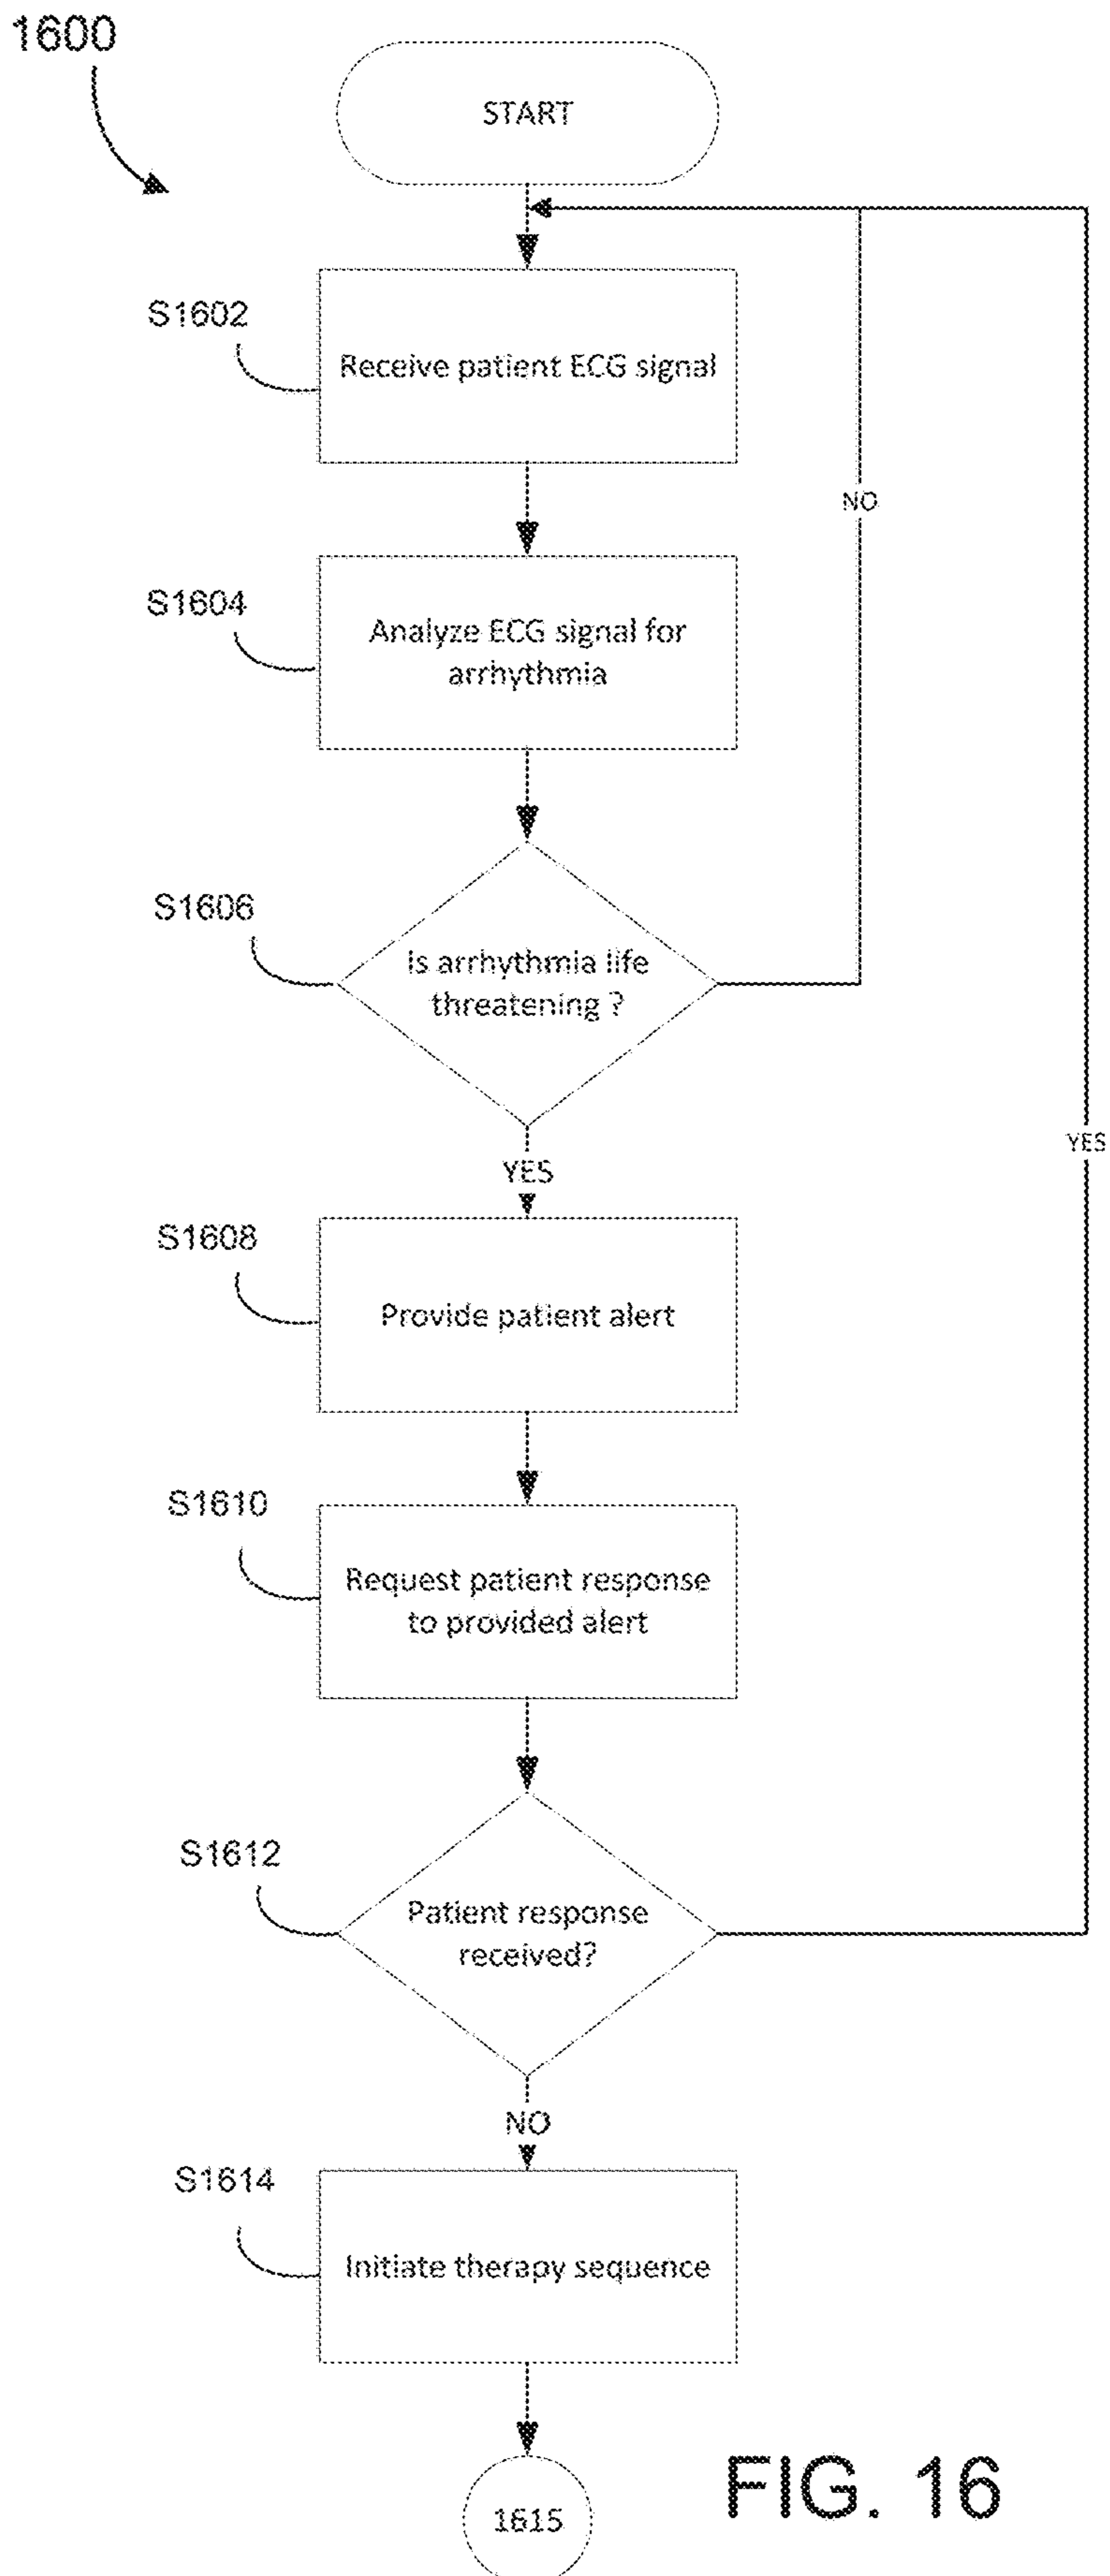 1600
START
S1602
Receive patient ECG signal
NO
S1604
Analyze ECG signal for
arrhythmia
S1606
Is arrhythmia life
threatening ?
YES
YES
S1608
Provide patient alert
S1610
Request patient response
to provided alert
S1612
Patient response
received?
NO
S1614
Initiate therapy sequence
FIG. 16
1615